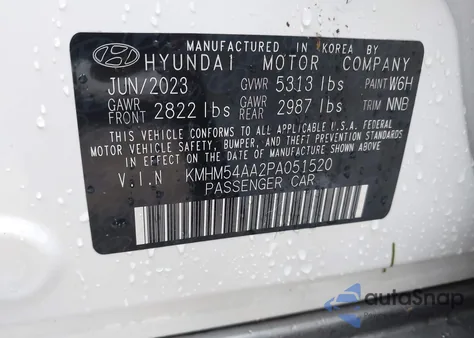 MANUFACTURED IN KOREA BY
HYUNDAI MOTOR COMPANY
JUN/2023 GVWR 5313 lbs PAINT W6H
GAWR FRONT 2822 lbs GAWR REAR 2987 lbs TRIM NNB
THIS VEHICLE CONFORMS TO ALL APPLICABLE U.S.A. FEDERAL
MOTOR VEHICLE SAFETY, BUMPER, AND THEFT PREVENTION STANDARDS
IN EFFECT ON THE DATE OF MANUFACTURE SHOWN ABOVE.
V.I.N KMHM54AA2PA051520
PASSENGER CAR
autoSnap